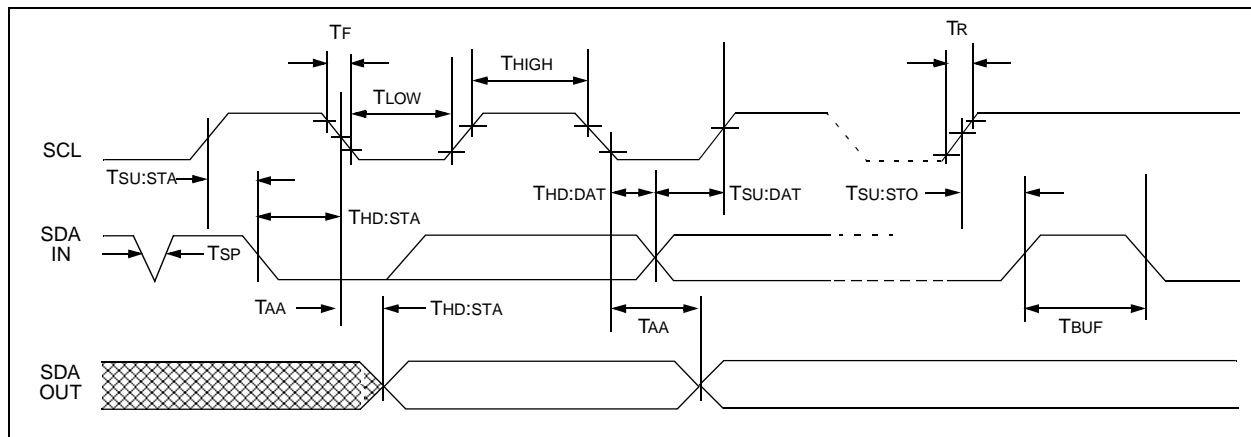 TF
TR
THIGH
TLOW
SCL
TSU:STA
THD:DAT
TSU:DAT
TSU:STO
THD:STA
SDA
IN
TSP
TAA
THD:STA
TAA
TBUF
SDA
OUT